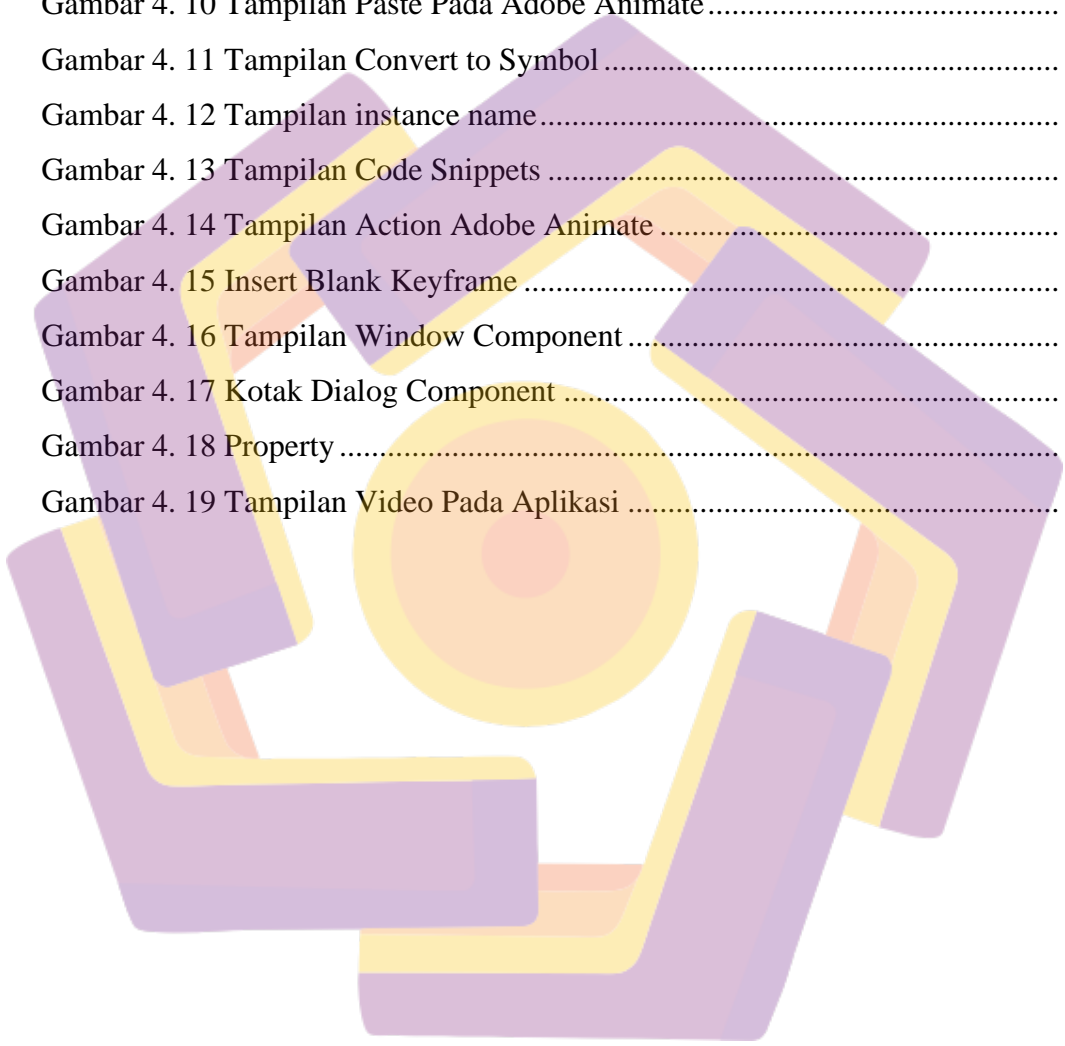 Gambar 4. 10 Tampilan Paste Pada Adobe Animate..........................................
Gambar 4. 11 Tampilan Convert to Symbol.......................................................
Gambar 4. 12 Tampilan instance name...............................................................
Gambar 4. 13 Tampilan Code Snippets ..............................................................
Gambar 4. 14 Tampilan Action Adobe Animate ................................................
Gambar 4. 15 Insert Blank Keyframe .................................................................
Gambar 4. 16 Tampilan Window Component ....................................................
Gambar 4. 17 Kotak Dialog Component ............................................................
Gambar 4. 18 Property ........................................................................................
Gambar 4. 19 Tampilan Video Pada Aplikasi ....................................................